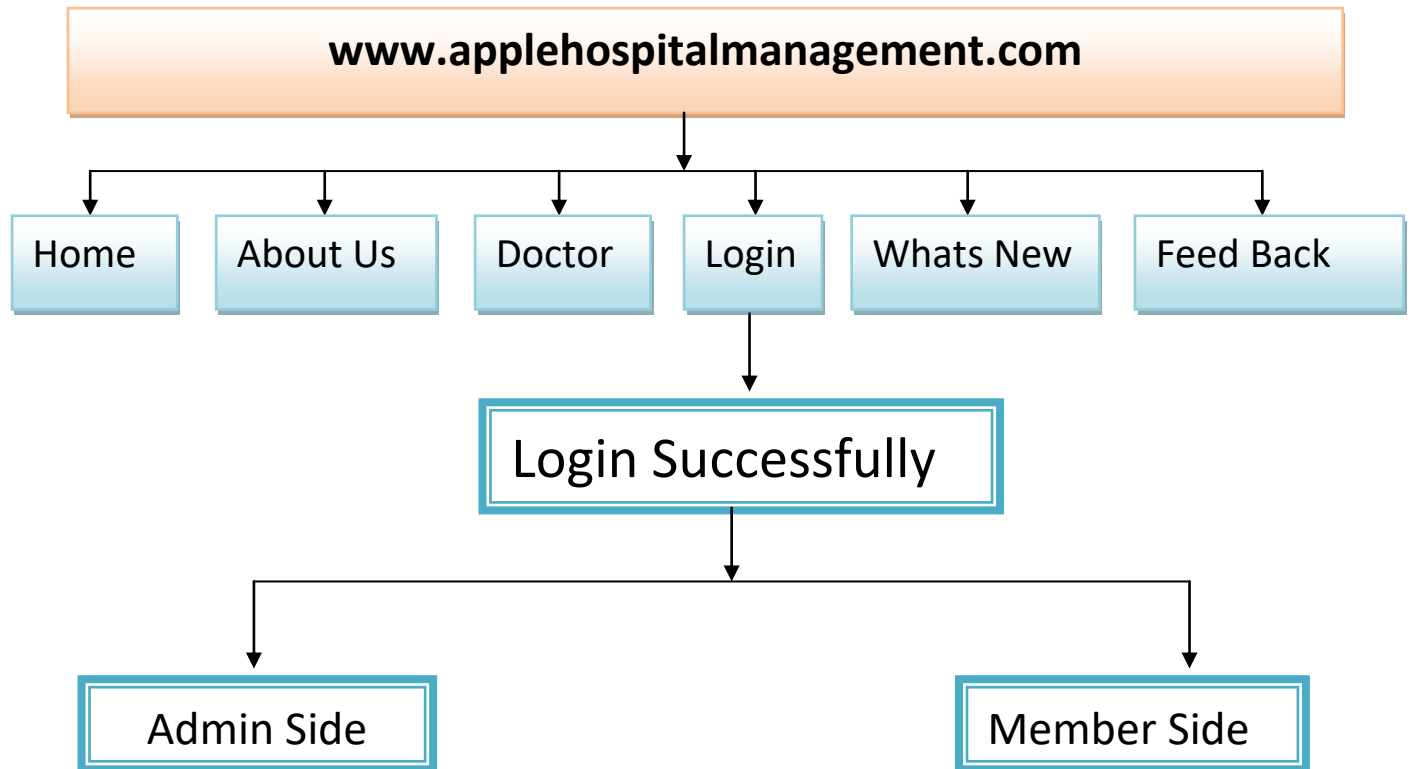 www.applehospitalmanagement.com
Home
About Us
Doctor
Login
Whats New
Feed Back
Login Successfully
Admin Side
Member Side